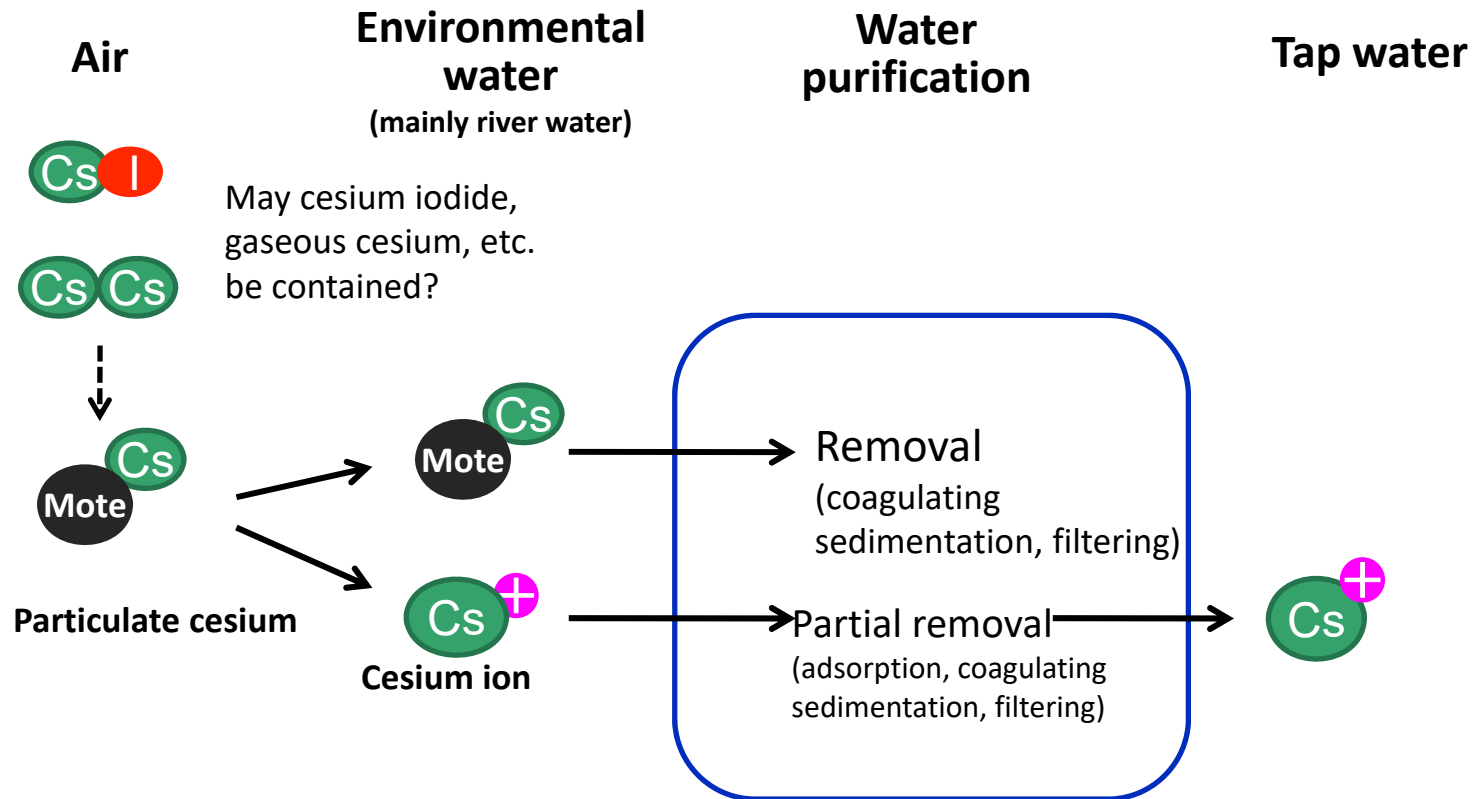 Air
Environmental
water
(mainly river water)
Water
purification
Tap water
Cs I
May cesium iodide,
gaseous cesium, etc.
be contained?
Cs Cs
Cs
Mote
Particulate cesium
Cs
Mote
Removal
(coagulating
sedimentation, filtering)
Cs +
Cesium ion
Partial removal
(adsorption, coagulating
sedimentation, filtering)
Cs +